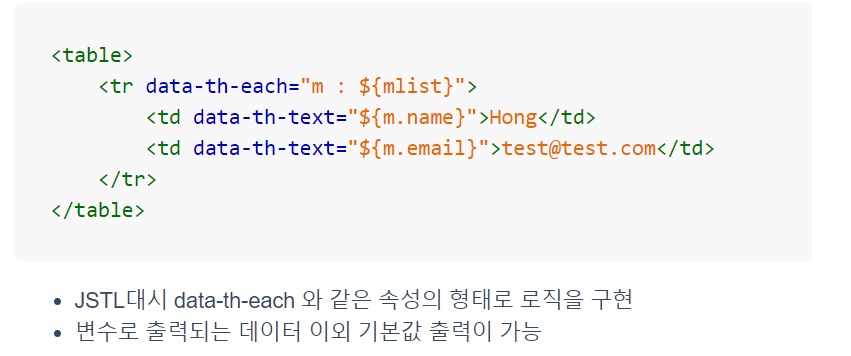 <table>
<tr data-th-each="m : ${mlist}">
<td data-th-text="${m.name}">Hong</td>
<td data-th-text="${m.email}">test@test.com</td>
</tr>
</table>
• JSTL대시 data-th-each 와 같은 속성의 형태로 로직을 구현
• 변수로 출력되는 데이터 이외 기본값 출력이 가능